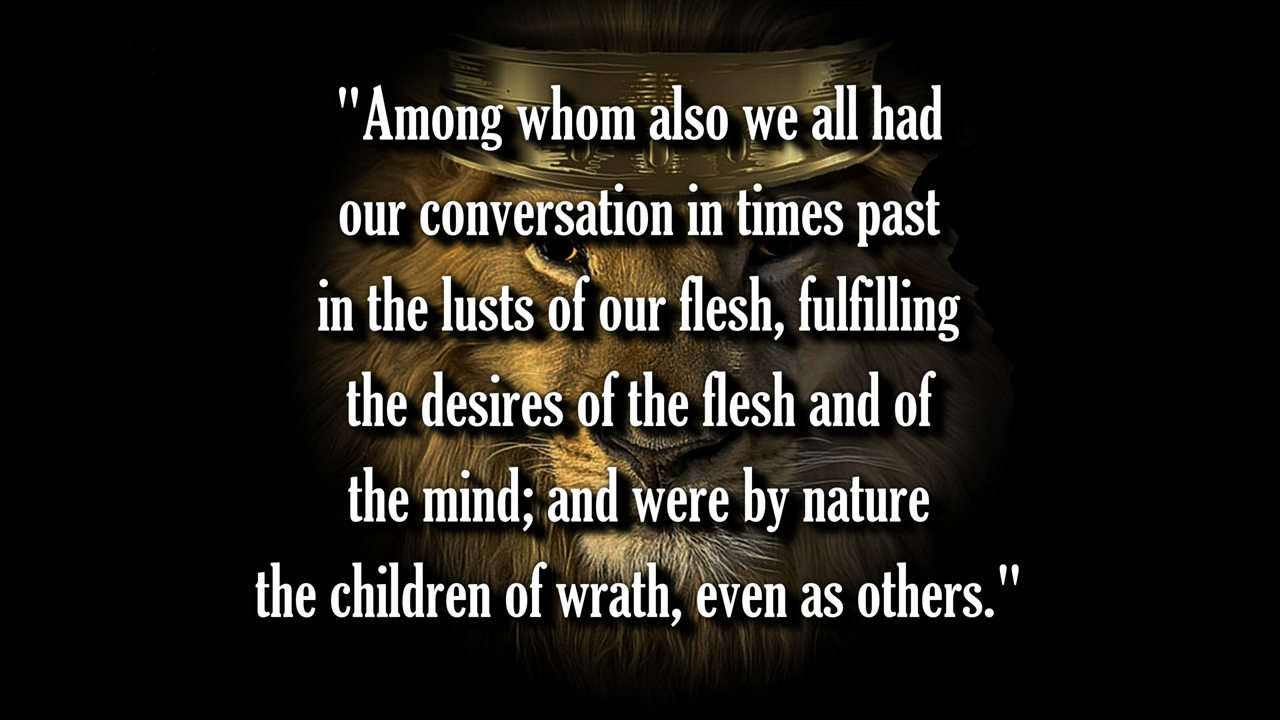 "Among whom also we all had
our conversation in times past
in the lusts of our flesh, fulfilling
the desires of the flesh and of
the mind; and were by nature
the children of wrath, even as others."